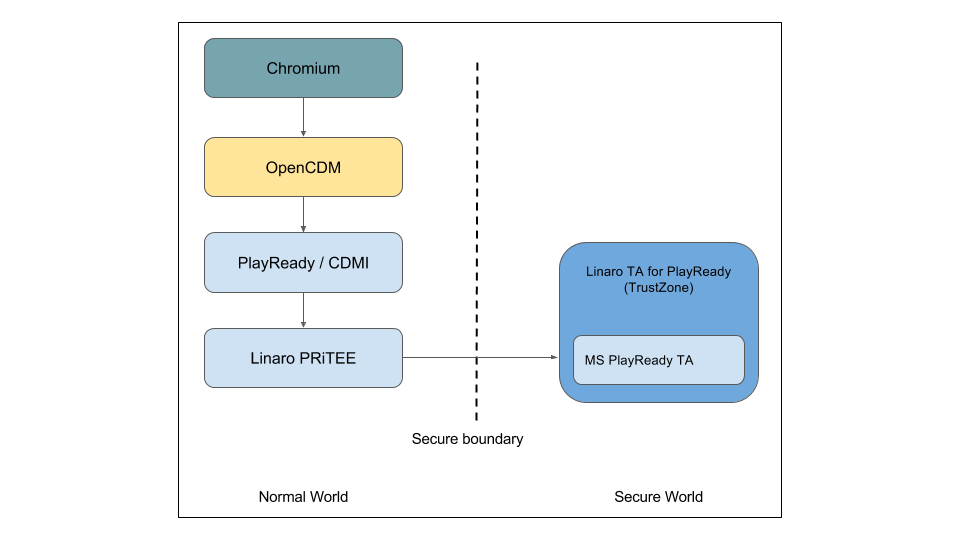 Chromium
OpenCDM
PlayReady / CDMI
Linaro PRiTEE
Linaro TA for PlayReady
(TrustZone)
MS PlayReady TA
Secure boundary
Normal World
Secure World